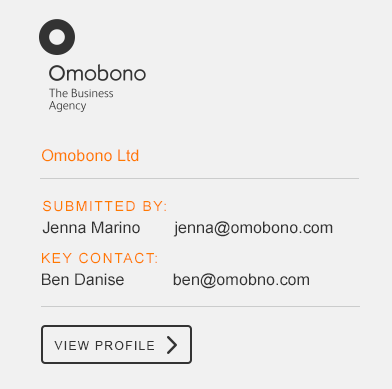 Omobono
The Business
Agency
Omobono Ltd
SUBMITTED BY:
Jenna Marino jenna@omobono.com
KEY CONTACT:
Ben Danise ben@omobno.com
VIEW PROFILE